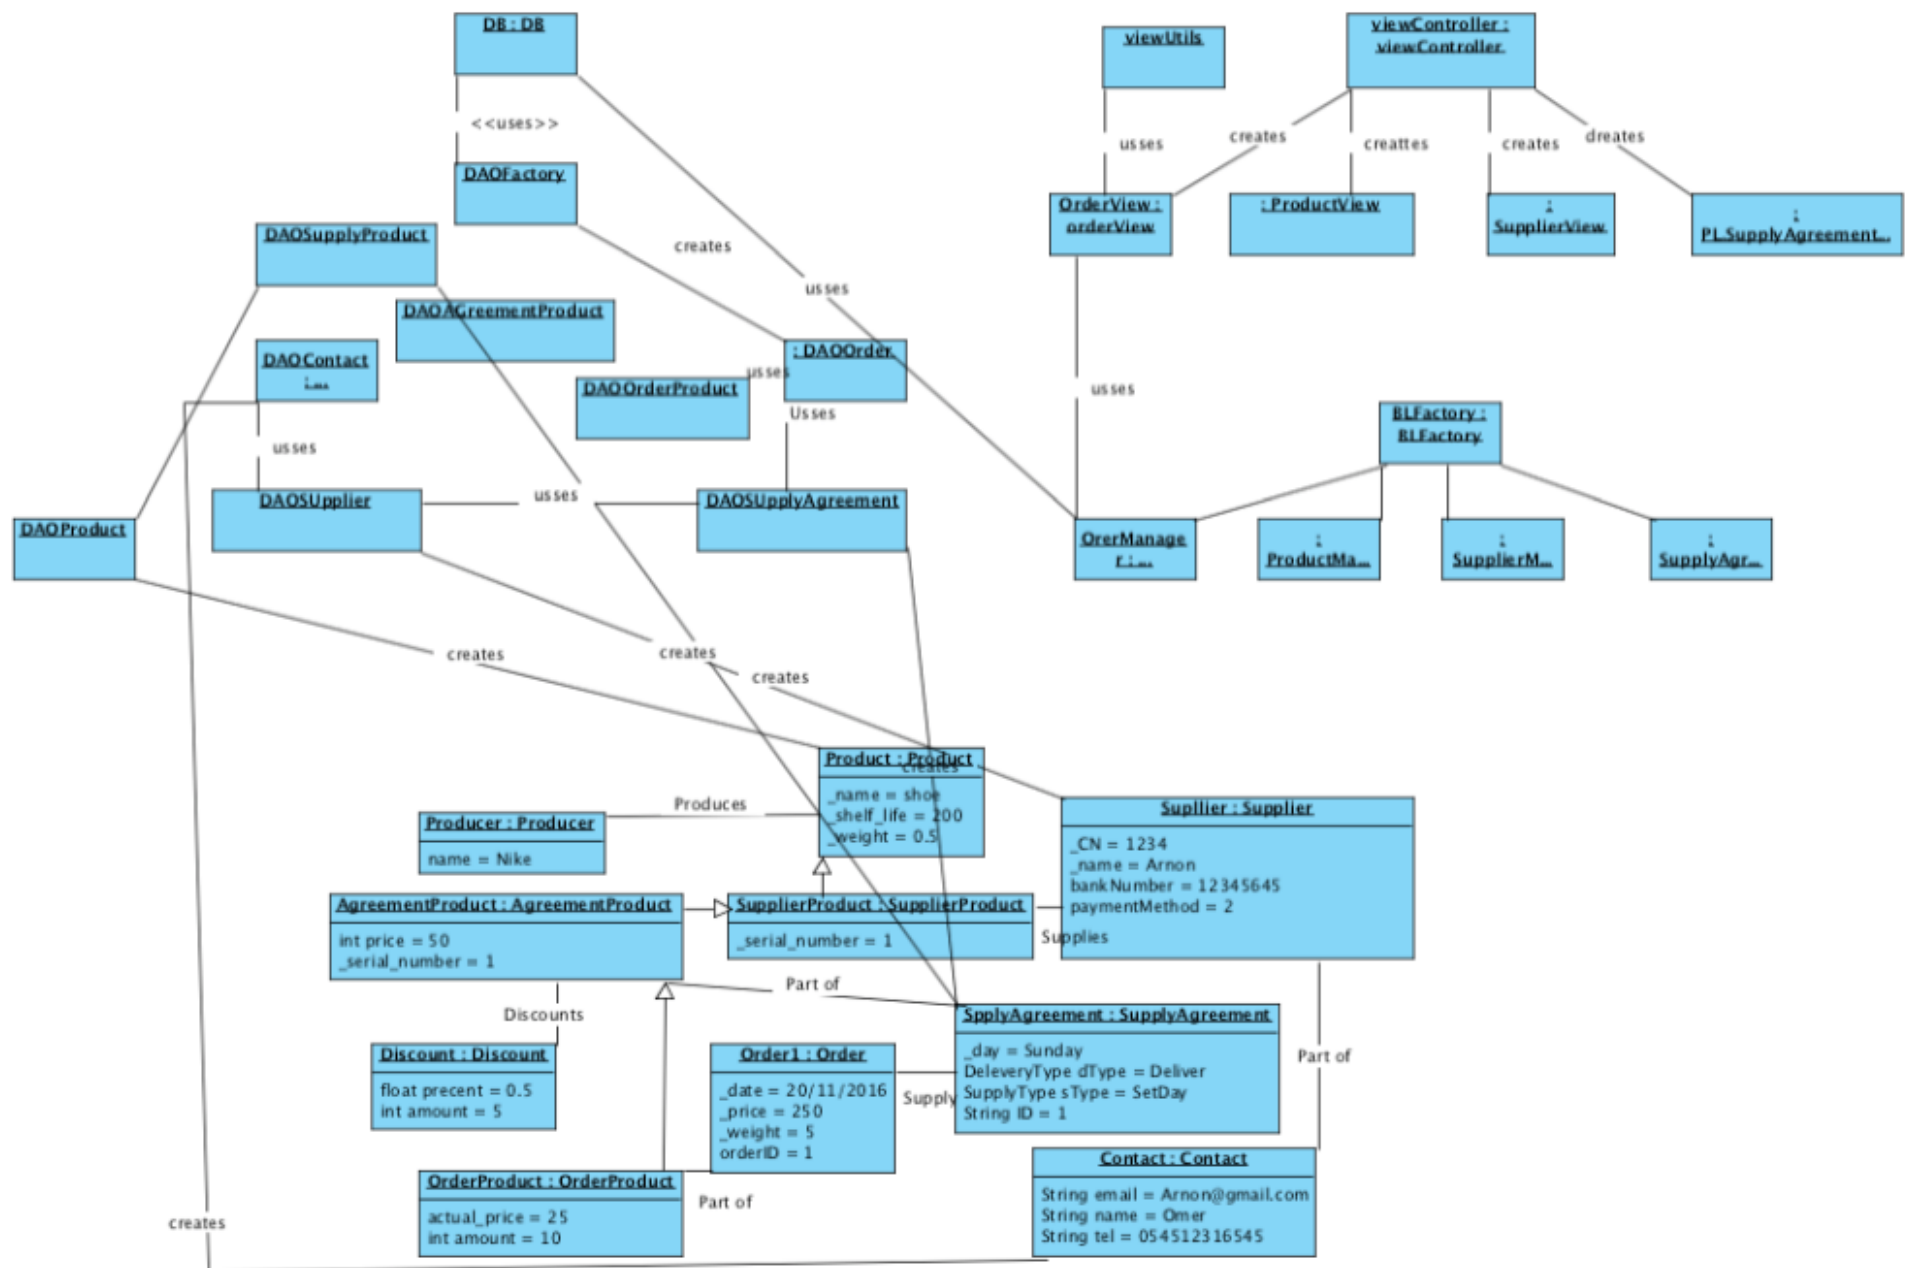 DB : DB
viewUtils
viewController :
viewController
<<uses>>
usses
creates
creattes
creates
dreates
DAOFactory
OrderView :
orderView
: ProductView
:
SupplierView
:
PL.SupplyAgreement...
DAOSupplyProduct
creates
usses
DAOAGreementProduct
DAOContact
: ...
: DAOOrder
usses
DAOOrderProduct
Usses
usses
BLFactory :
BLFactory
usses
usses
DAOSUpplier
DAOSUpplyAgreement
DAOProduct
OrerManage
r : ...
:
ProductMa...
:
SupplierM...
:
SupplyAgr...
creates
creates
creates
Product : Product
creates
_name = shoe
_shelf_life = 200
_weight = 0.5
Produces
Producer : Producer
name = Nike
Supllier : Supplier
_CN = 1234
_name = Arnon
bankNumber = 12345645
paymentMethod = 2
AgreementProduct : AgreementProduct
int price = 50
_serial_number = 1
SupplierProduct : SupplierProduct
_serial_number = 1
Supplies
Part of
Discounts
SpplyAgreement : SupplyAgreement
_day = Sunday
DeleveryType dType = Deliver
SupplyType sType = SetDay
String ID = 1
Part of
Discount : Discount
float precent = 0.5
int amount = 5
Order1 : Order
_date = 20/11/2016
_price = 250
_weight = 5
orderID = 1
Supply
Contact : Contact
String email = Arnon@gmail.com
String name = Omer
String tel = 054512316545
OrderProduct : OrderProduct
actual_price = 25
int amount = 10
Part of
creates